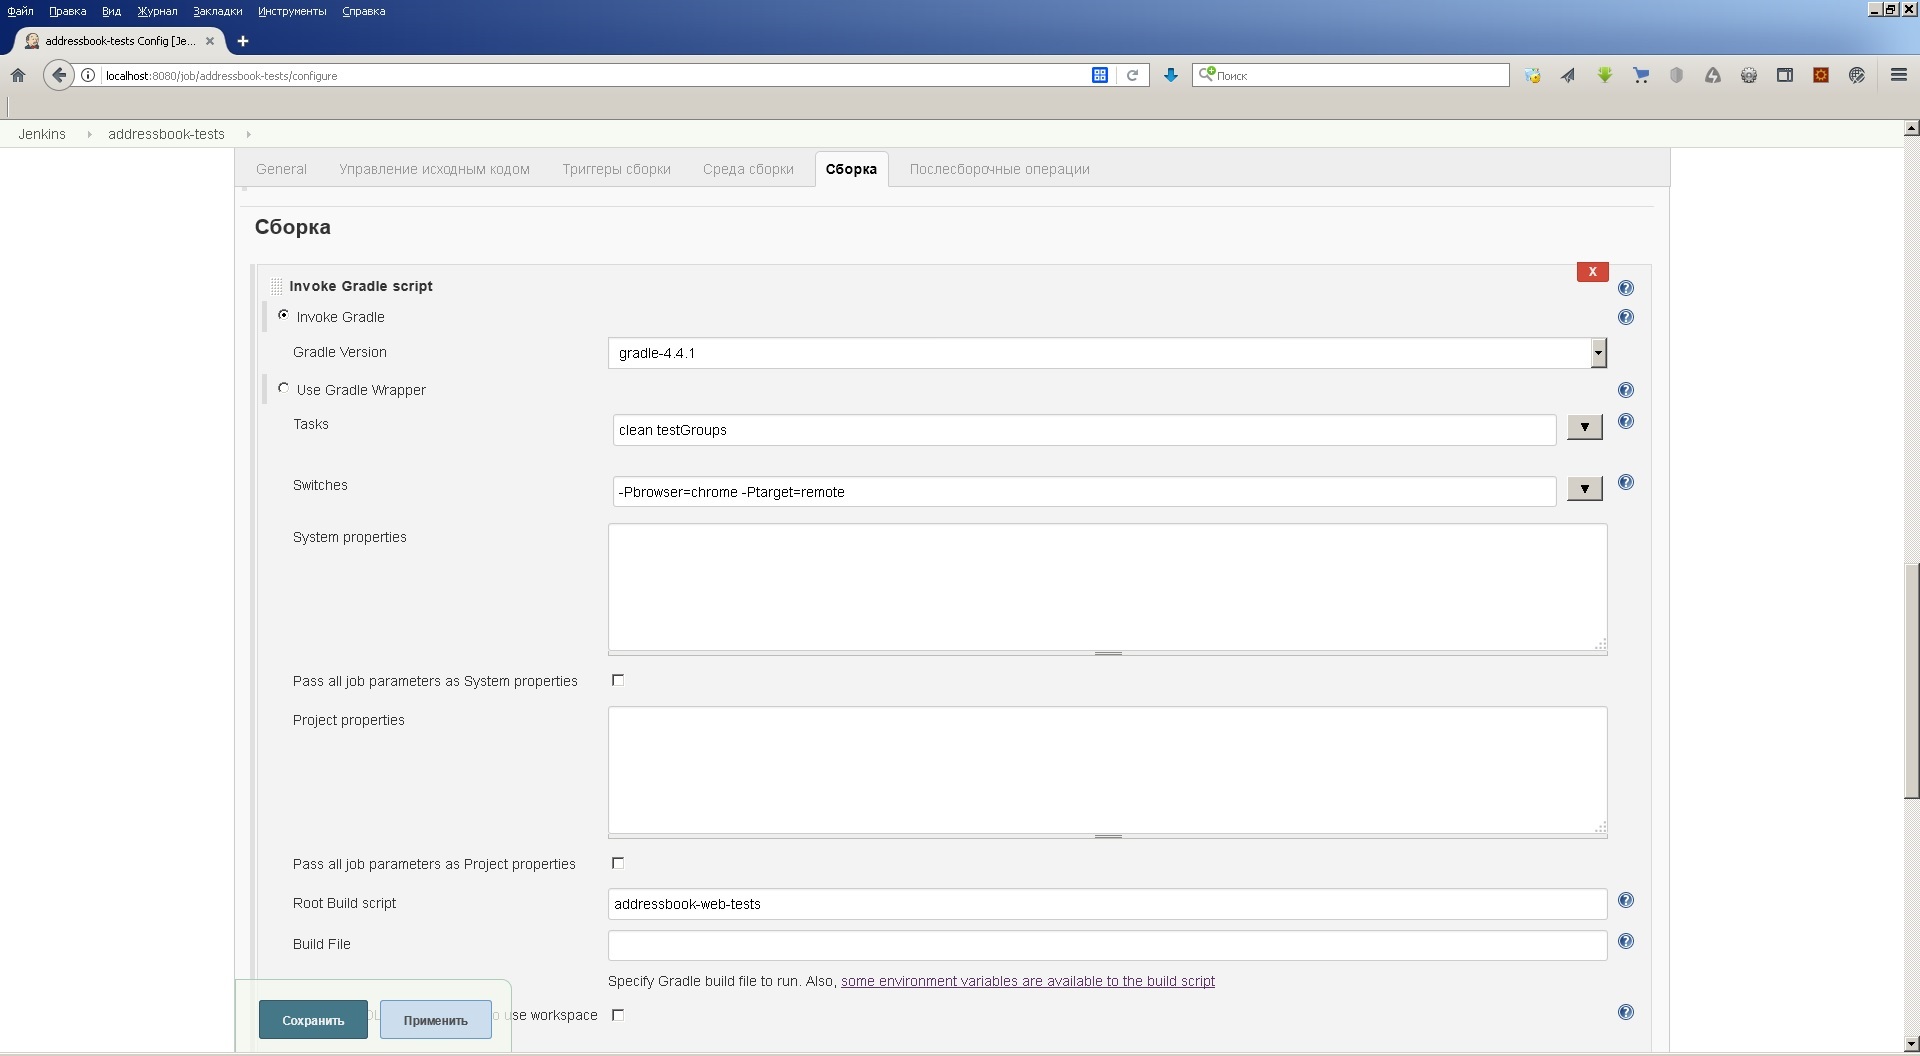 Файл Правка Вид Журнал Закладки Инструменты Справка
addressbook-tests Config [Je...
localhost:8080/job/addressbook-tests/configure
Поиск
Jenkins addressbook-tests
General Управление исходным кодом Триггеры сборки Среда сборки Сборка Послесборочные операции
Сборка
Invoke Gradle script
X
Invoke Gradle
Gradle Version gradle-4.4.1
Use Gradle Wrapper
Tasks clean testGroups
Switches -Pbrowser=chrome -Ptarget=remote
System properties
Pass all job parameters as System properties
Project properties
Pass all job parameters as Project properties
Root Build script addressbook-web-tests
Build File
Specify Gradle build file to run. Also, some environment variables are available to the build script
use workspace
Сохранить Применить